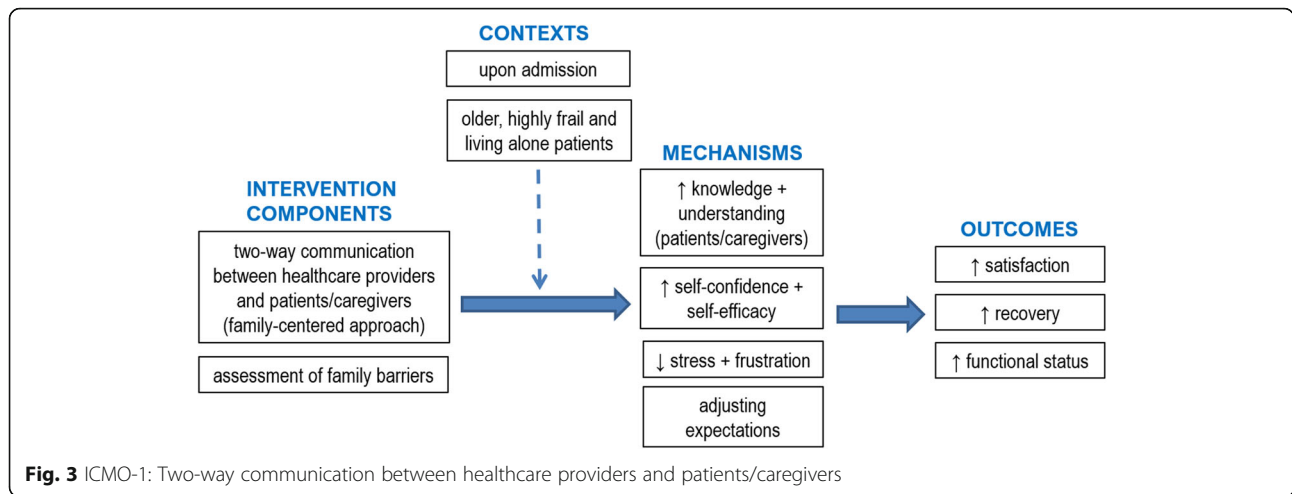 CONTEXTS
upon admission
older, highly frail and
living alone patients
INTERVENTION
COMPONENTS
two-way communication
between healthcare providers
and patients/caregivers
(family-centered approach)
assessment of family barriers
MECHANISMS
↑ knowledge +
understanding
(patients/caregivers)
↑ self-confidence +
self-efficacy
↓ stress + frustration
adjusting
expectations
OUTCOMES
↑ satisfaction
↑ recovery
↑ functional status
Fig. 3 ICMO-1: Two-way communication between healthcare providers and patients/caregivers